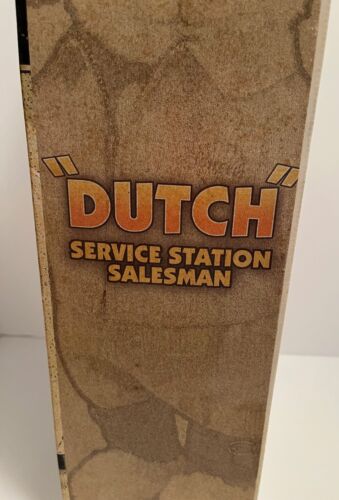 "DUTCH"
SERVICE STATION
SALESMAN